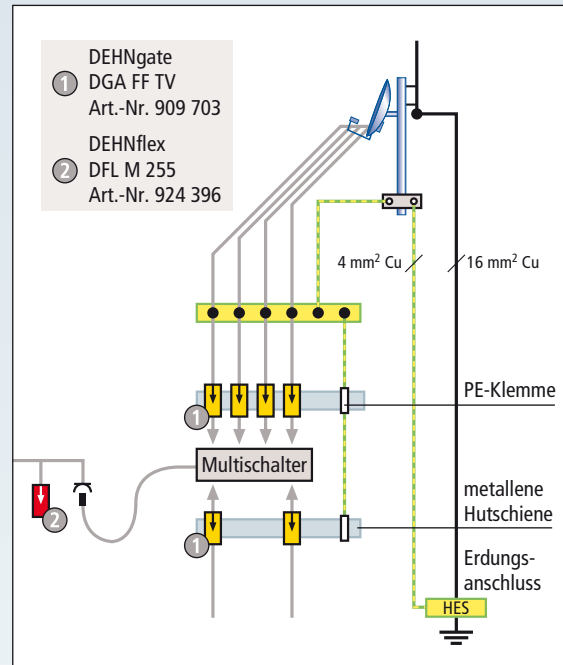 DEHNgate
1
DGA FF TV
Art.-Nr. 909 703
DEHNflex
2
DFL M 255
Art.-Nr. 924 396
4 mm² Cu
16 mm² Cu
1
PE-Klemme
Multischalter
2
1
metallene
Hutschiene
Erdungs-
anschluss
HES